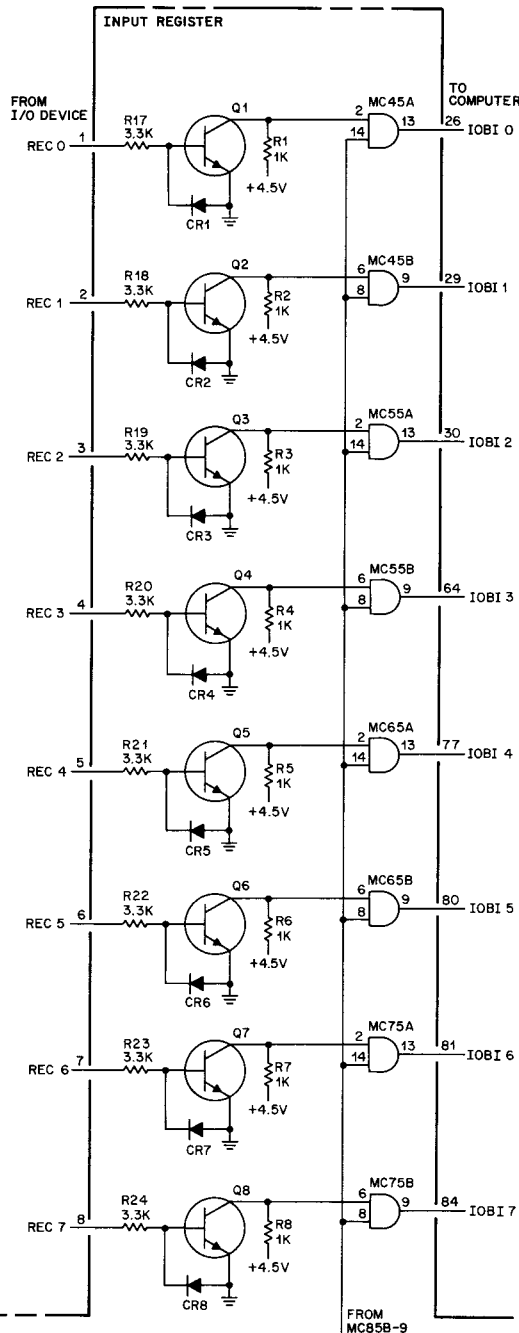 INPUT REGISTER
FROM
I/O DEVICE
TO
COMPUTER
REC 0
1
R17
3.3K
Q1
CR1
R1
1K
+4.5V
MC45A
2
14
13
26
IOBI 0
REC 1
2
R18
3.3K
Q2
CR2
R2
1K
+4.5V
MC45B
6
8
9
29
IOBI 1
REC 2
3
R19
3.3K
Q3
CR3
R3
1K
+4.5V
MC55A
2
14
13
30
IOBI 2
REC 3
4
R20
3.3K
Q4
CR4
R4
1K
+4.5V
MC55B
6
8
9
64
IOBI 3
REC 4
5
R21
3.3K
Q5
CR5
R5
1K
+4.5V
MC65A
2
14
13
77
IOBI 4
REC 5
6
R22
3.3K
Q6
CR6
R6
1K
+4.5V
MC65B
6
8
9
80
IOBI 5
REC 6
7
R23
3.3K
Q7
CR7
R7
1K
+4.5V
MC75A
2
14
13
81
IOBI 6
REC 7
8
R24
3.3K
Q8
CR8
R8
1K
+4.5V
MC75B
6
8
9
84
IOBI 7
FROM
MC85B-9